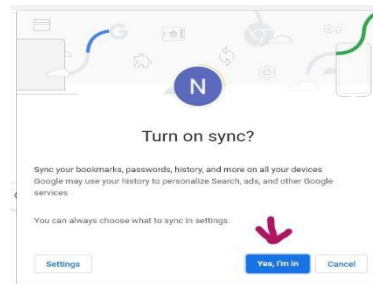 N
Turn on sync?
Sync your bookmarks, passwords, history, and more on all your devices
Google may use your history to personalize Search, ads, and other Google
services
You can always choose what to sync in settings.
Settings Yes, I'm in Cancel